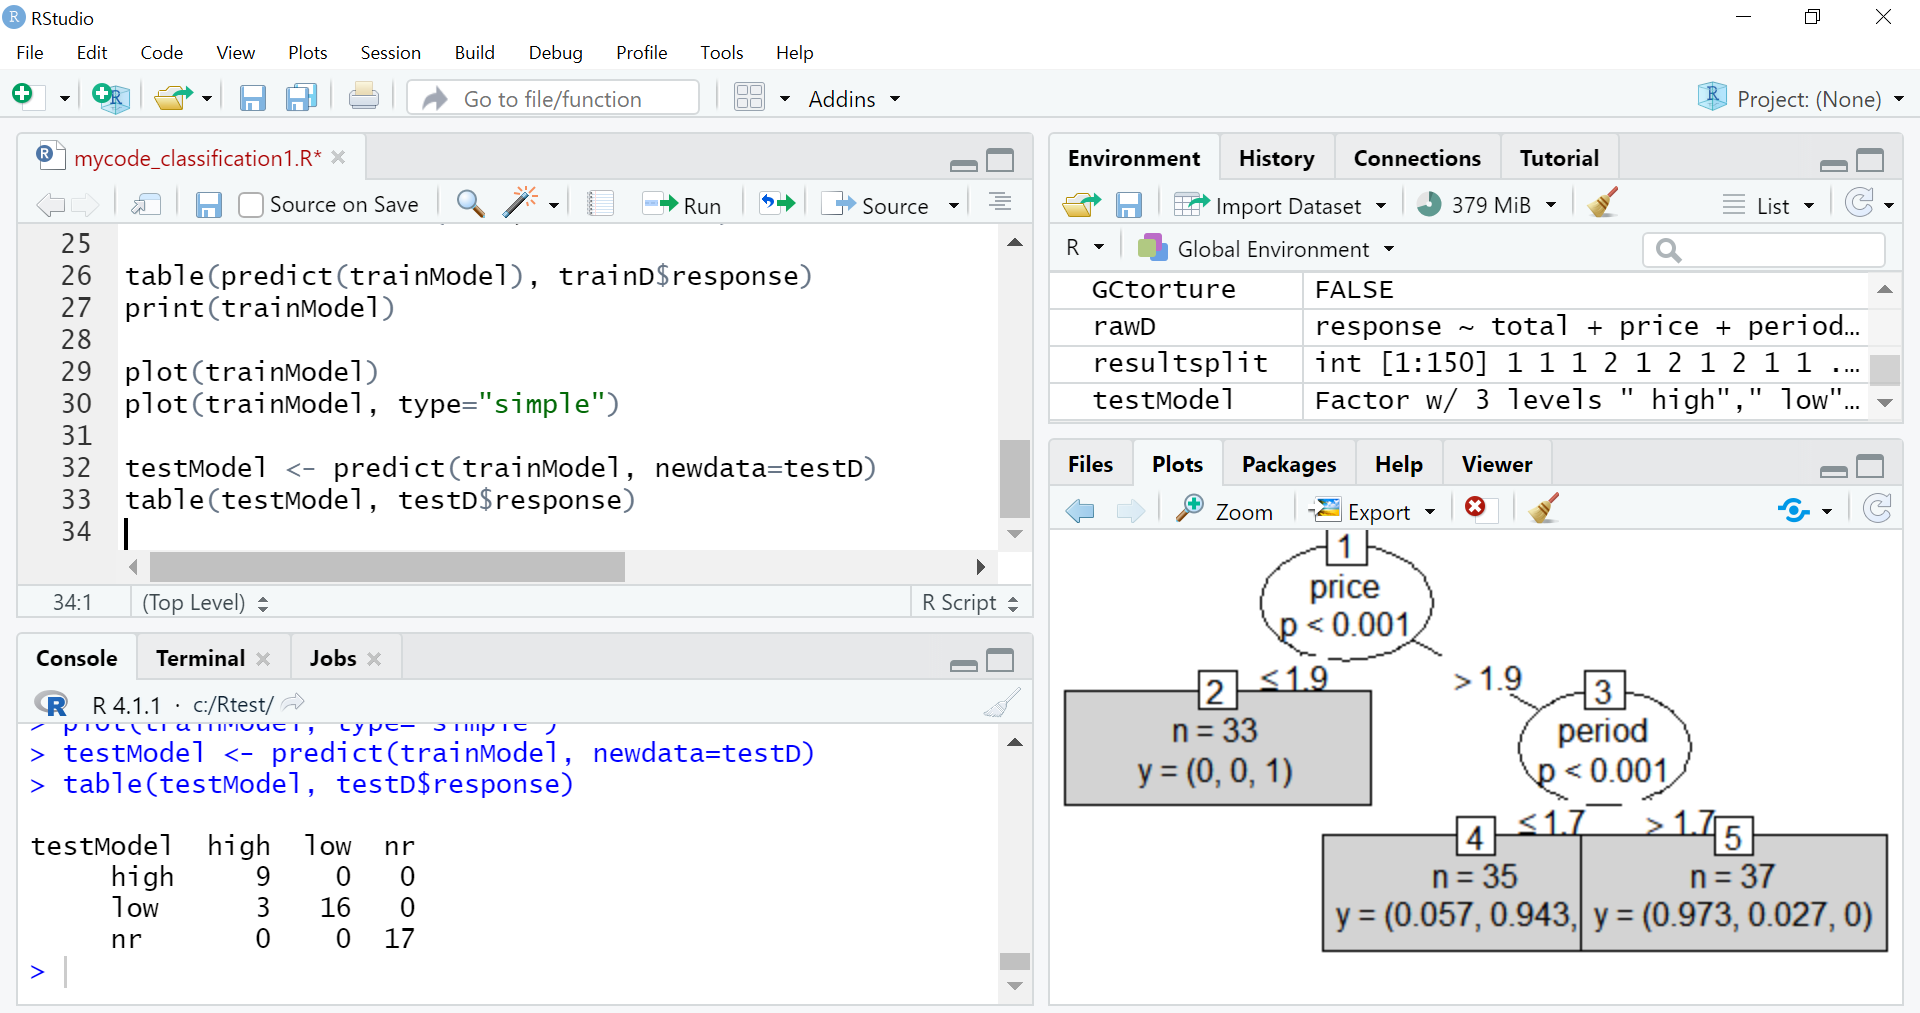 RStudio
File Edit Code View Plots Session Build Debug Profile Tools Help
Go to file/function Addins Project: (None)
mycode_classification1.R*
Source on Save Run Source
25
26 table(predict(trainModel), trainD$response)
27 print(trainModel)
28
29 plot(trainModel)
30 plot(trainModel, type="simple")
31
32 testModel <- predict(trainModel, newdata=testD)
33 table(testModel, testD$response)
34
34:1 (Top Level) R Script
Console Terminal Jobs
R 4.1.1 · c:/Rtest/
> plot(trainModel, type="simple")
> testModel <- predict(trainModel, newdata=testD)
> table(testModel, testD$response)
testModel high low nr
high 9 0 0
low 3 16 0
nr 0 0 17
>
Environment History Connections Tutorial
Import Dataset 379 MiB List
R Global Environment
GCtorture FALSE
rawD response ~ total + price + period…
resultsplit int [1:150] 1 1 1 2 1 2 1 2 1 1 .…
testModel Factor w/ 3 levels " high"," low"…
Files Plots Packages Help Viewer
Zoom Export
1
price
p < 0.001
≤ 1.9 > 1.9
2
n = 33
y = (0, 0, 1)
3
period
p < 0.001
≤ 1.7 > 1.7
4
n = 35
y = (0.057, 0.943,
5
n = 37
y = (0.973, 0.027, 0)